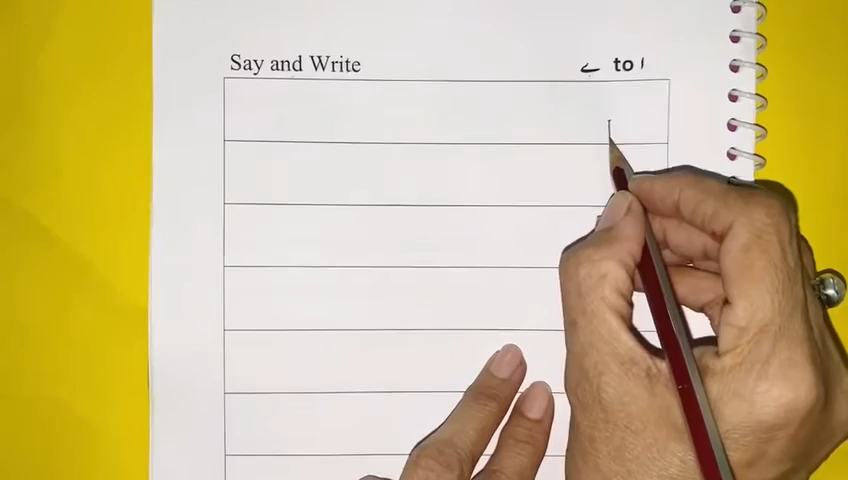 Say and Write ا to ے